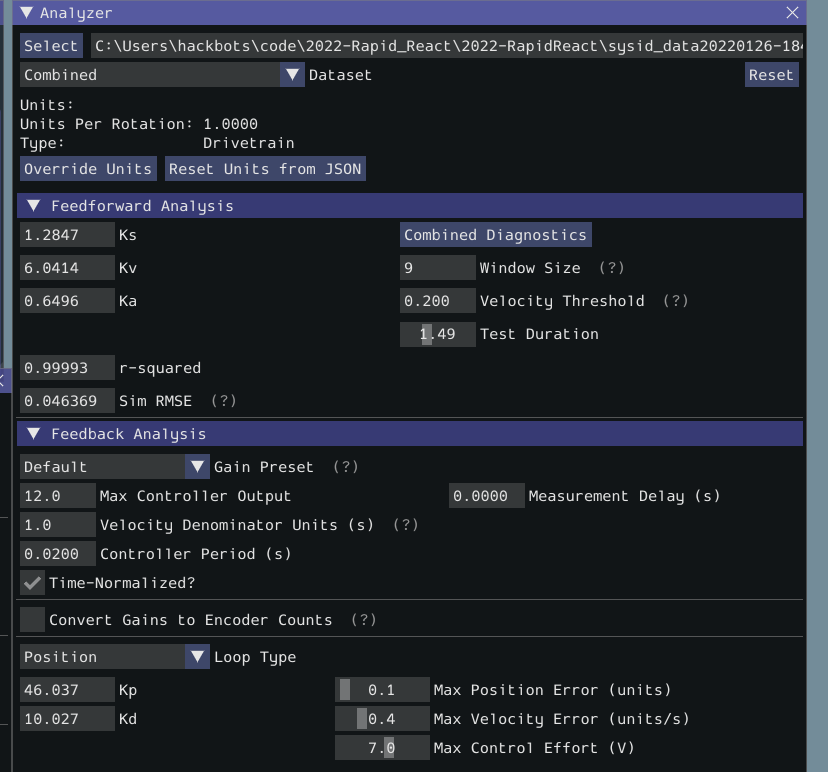 Analyzer
Select C:\Users\hackbots\code\2022-Rapid_React\2022-RapidReact\sysid_data20220126-184
Combined Dataset Reset
Units:
Units Per Rotation: 1.0000
Type: Drivetrain
Override Units Reset Units from JSON
Feedforward Analysis
1.2847 Ks Combined Diagnostics
6.0414 Kv 9 Window Size (?)
0.6496 Ka 0.200 Velocity Threshold (?)
1.49 Test Duration
0.99993 r-squared
0.046369 Sim RMSE (?)
Feedback Analysis
Default Gain Preset (?)
12.0 Max Controller Output 0.0000 Measurement Delay (s)
1.0 Velocity Denominator Units (s) (?)
0.0200 Controller Period (s)
Time-Normalized?
Convert Gains to Encoder Counts (?)
Position Loop Type
46.037 Kp 0.1 Max Position Error (units)
10.027 Kd 0.4 Max Velocity Error (units/s)
7.0 Max Control Effort (V)